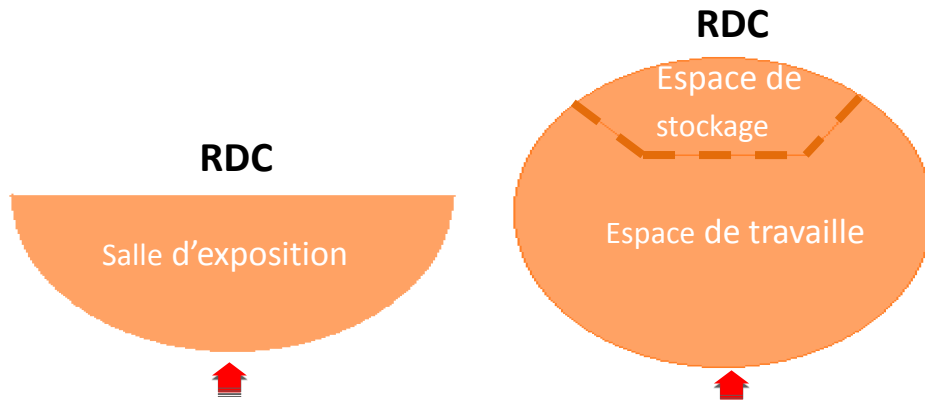 RDC
Salle d’exposition
RDC
Espace de
stockage
Espace de travaille